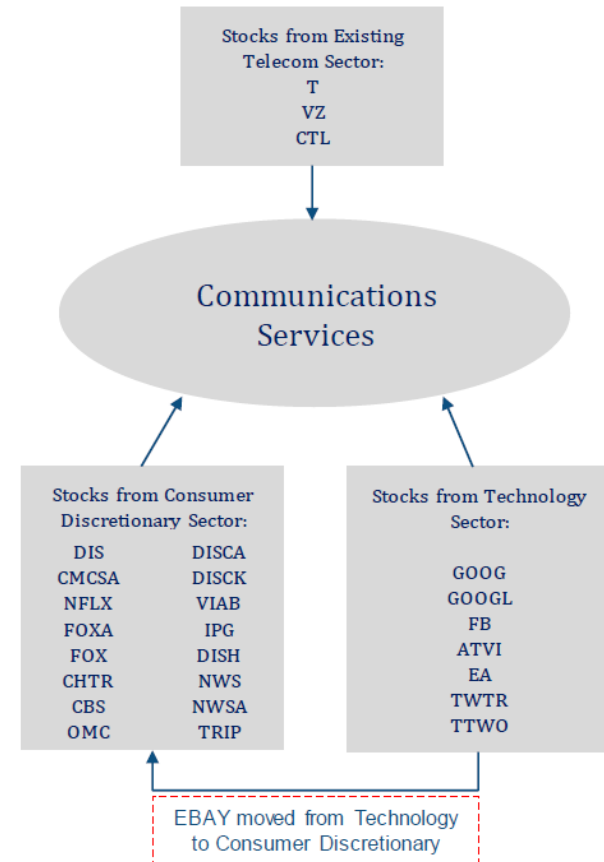 Stocks from Existing
Telecom Sector:
T
VZ
CTL
Communications
Services
Stocks from Consumer
Discretionary Sector:
DIS
CMCSA
NFLX
FOXA
FOX
CHTR
CBS
OMC
DISCA
DISCK
VIAB
IPG
DISH
NWS
NWSA
TRIP
Stocks from Technology
Sector:
GOOG
GOOGL
FB
ATVI
EA
TWTR
TTWO
EBAY moved from Technology
to Consumer Discretionary